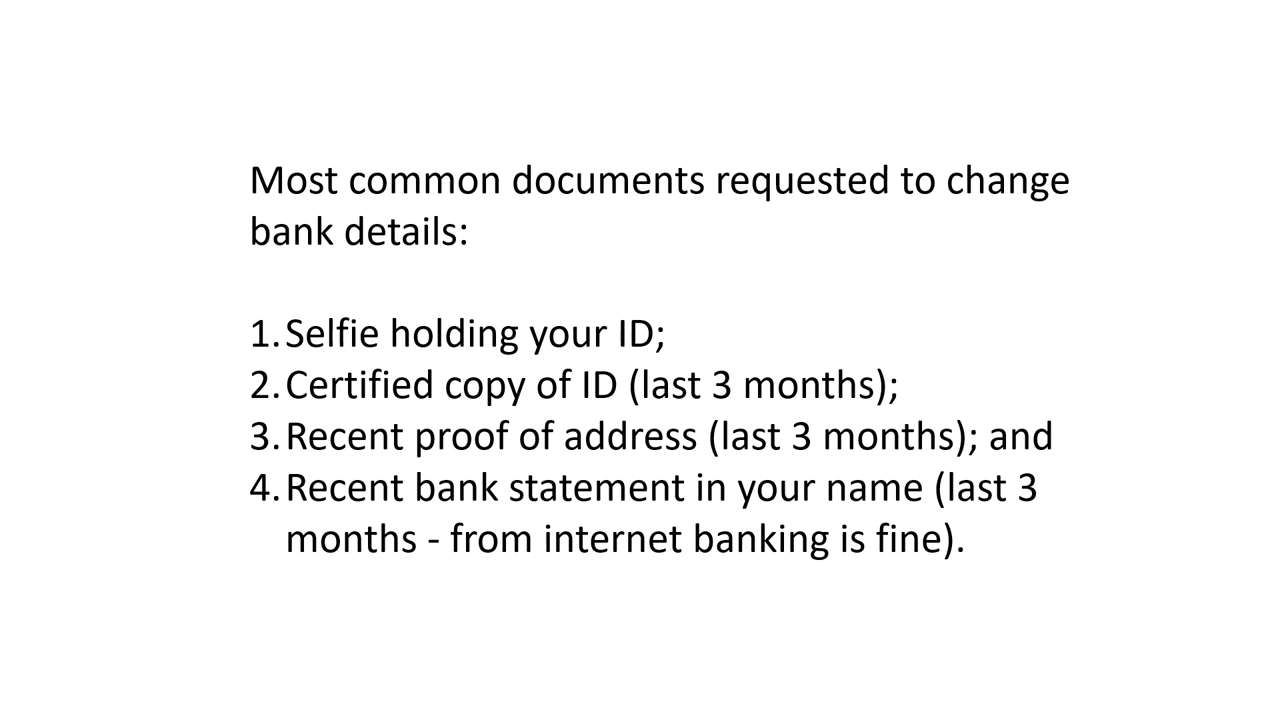 Most common documents requested to change
bank details:
1. Selfie holding your ID;
2. Certified copy of ID (last 3 months);
3. Recent proof of address (last 3 months); and
4. Recent bank statement in your name (last 3
months - from internet banking is fine).